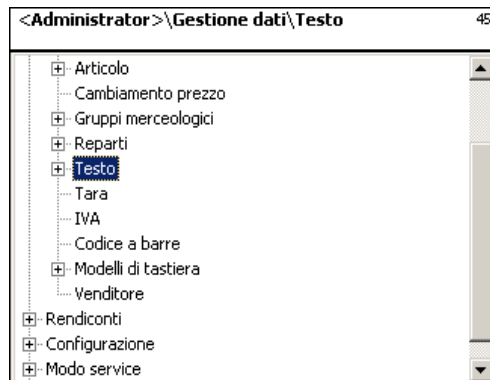 <Administrator>\Gestione dati\Testo 45
Articolo
Cambiamento prezzo
Gruppi merceologici
Reparti
Testo
Tara
IVA
Codice a barre
Modelli di tastiera
Venditore
Rendiconti
Configurazione
Modo service